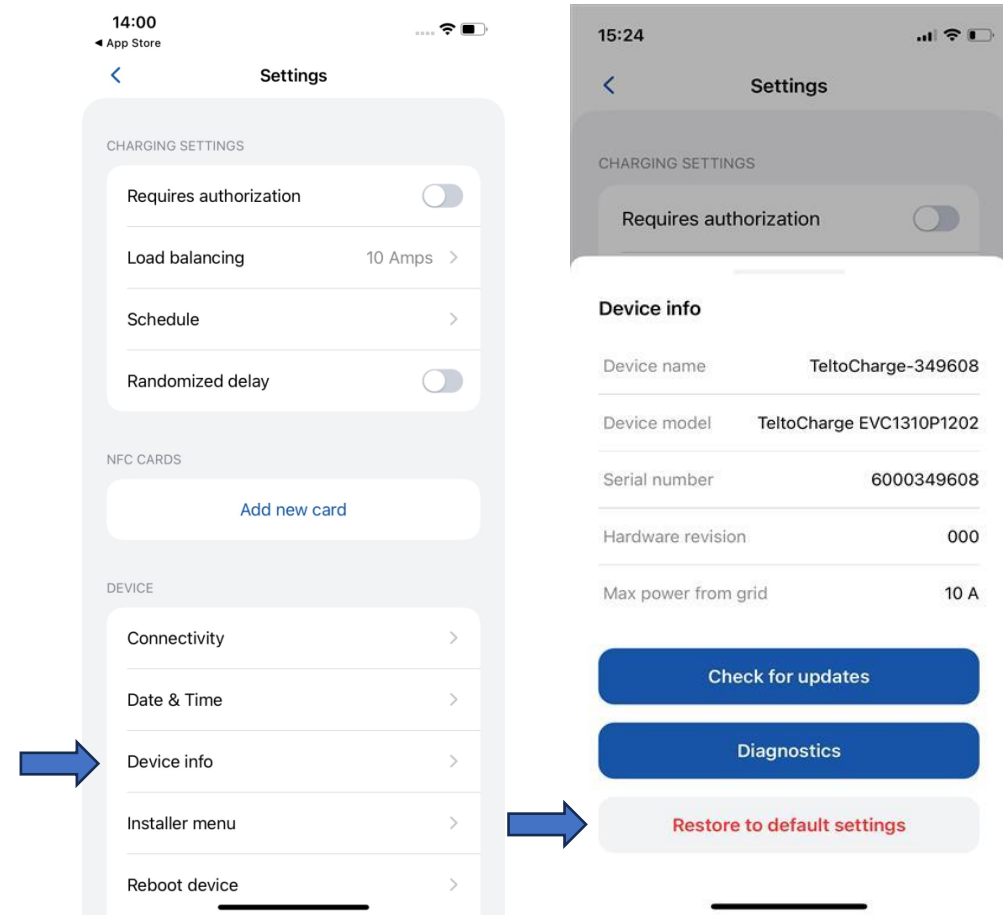 14:00
◀ App Store
Settings
CHARGING SETTINGS
Requires authorization
Load balancing 10 Amps
Schedule
Randomized delay
NFC CARDS
Add new card
DEVICE
Connectivity
Date & Time
Device info
Installer menu
Reboot device
15:24
Settings
CHARGING SETTINGS
Requires authorization
Device info
Device name TeltoCharge-349608
Device model TeltoCharge EVC1310P1202
Serial number 6000349608
Hardware revision 000
Max power from grid 10 A
Check for updates
Diagnostics
Restore to default settings